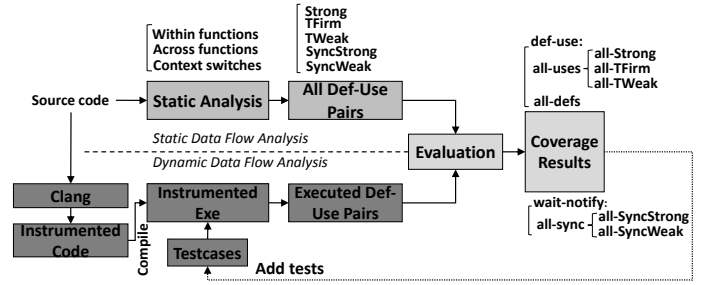 Within functions
Across functions
Context switches
Strong
TFirm
TWeak
SyncStrong
SyncWeak
def-use:
all-uses
all-Strong
all-TFirm
all-TWeak
all-defs
Source code
Static Analysis
All Def-Use
Pairs
Static Data Flow Analysis
Dynamic Data Flow Analysis
Evaluation
Coverage
Results
Clang
Instrumented
Code
Compile
Instrumented
Exe
Executed Def-
Use Pairs
Testcases
Add tests
wait-notify:
all-sync
all-SyncStrong
all-SyncWeak